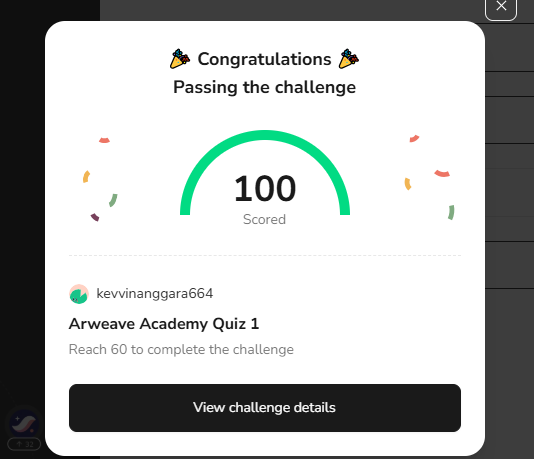 Congratulations
Passing the challenge
100
Scored
kevvinanggara664
Arweave Academy Quiz 1
Reach 60 to complete the challenge
View challenge details